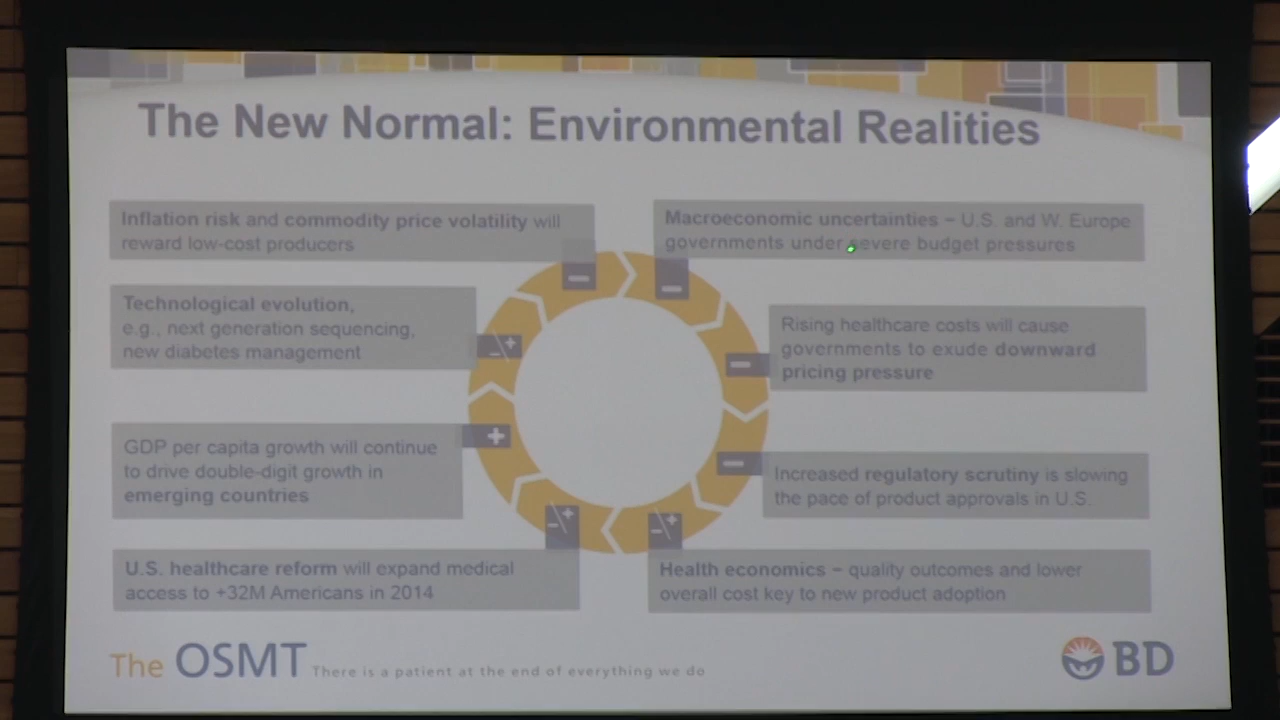 The New Normal: Environmental Realities
Inflation risk and commodity price volatility will
reward low-cost producers
Macroeconomic uncertainties – U.S. and W. Europe
governments under severe budget pressures
Technological evolution,
e.g., next generation sequencing,
new diabetes management
Rising healthcare costs will cause
governments to exude downward
pricing pressure
GDP per capita growth will continue
to drive double-digit growth in
emerging countries
Increased regulatory scrutiny is slowing
the pace of product approvals in U.S.
U.S. healthcare reform will expand medical
access to +32M Americans in 2014
Health economics – quality outcomes and lower
overall cost key to new product adoption
The OSMT There is a patient at the end of everything we do
BD